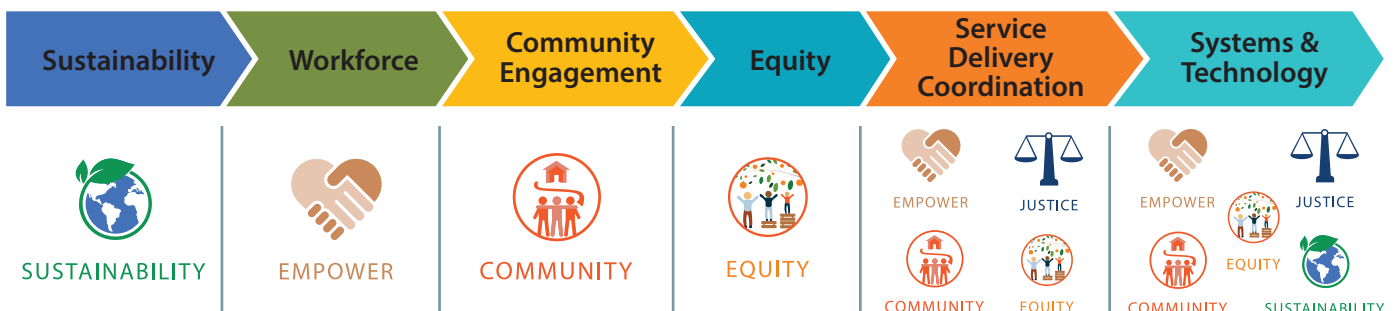 Sustainability
Workforce
Community
Engagement
Equity
Service
Delivery
Coordination
Systems &
Technology
SUSTAINABILITY
EMPOWER
COMMUNITY
EQUITY
EMPOWER
JUSTICE
COMMUNITY
EQUITY
EMPOWER
JUSTICE
EQUITY
COMMUNITY
SUSTAINABILITY